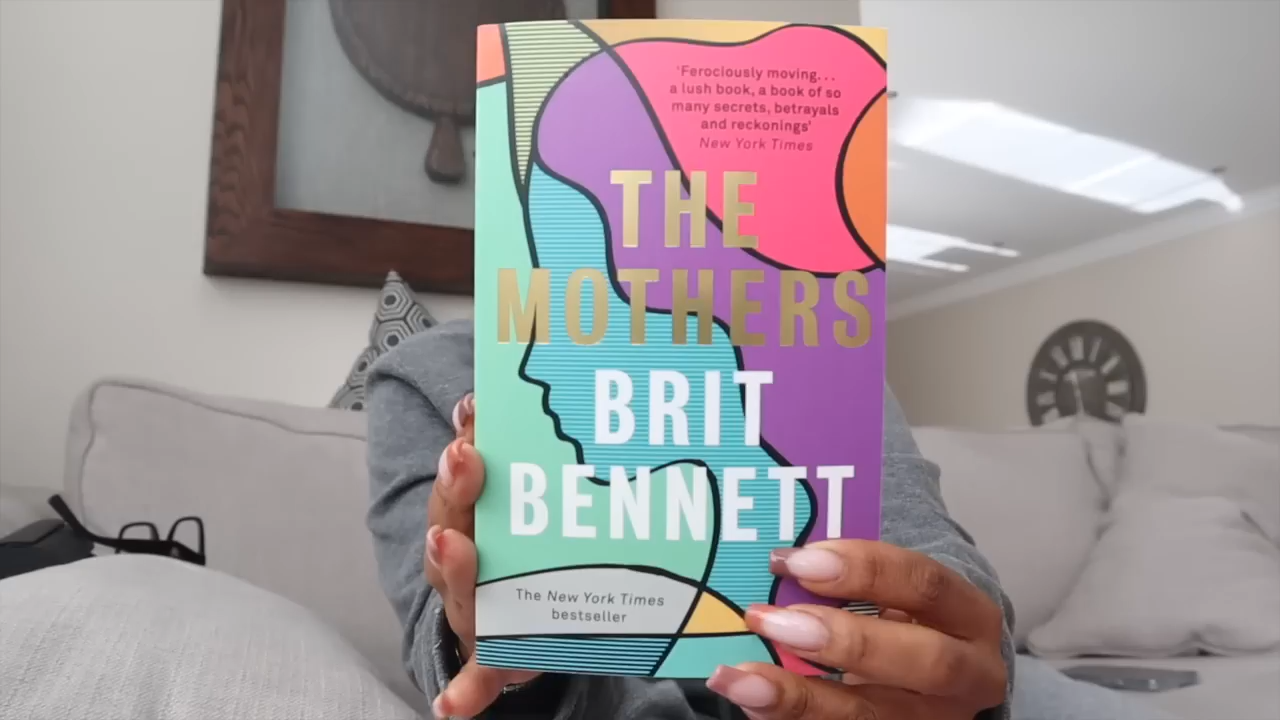 'Ferociously moving...
a lush book, a book of so
many secrets, betrayals
and reckonings'
New York Times
THE
MOTHERS
BRIT
BENNETT
The New York Times
bestseller